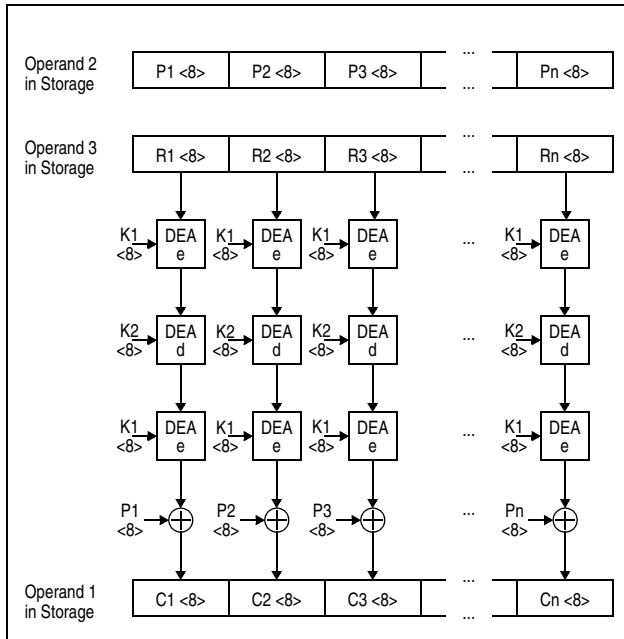 Operand 2
in Storage
P1 <8> P2 <8> P3 <8> ... ... Pn <8>
Operand 3
in Storage
R1 <8> R2 <8> R3 <8> ... ... Rn <8>
K1 <8> DEA e K1 <8> DEA e K1 <8> DEA e ... K1 <8> DEA e
K2 <8> DEA d K2 <8> DEA d K2 <8> DEA d ... K2 <8> DEA d
K1 <8> DEA e K1 <8> DEA e K1 <8> DEA e ... K1 <8> DEA e
P1 <8> P2 <8> P3 <8> ... Pn <8>
Operand 1
in Storage
C1 <8> C2 <8> C3 <8> ... ... Cn <8>